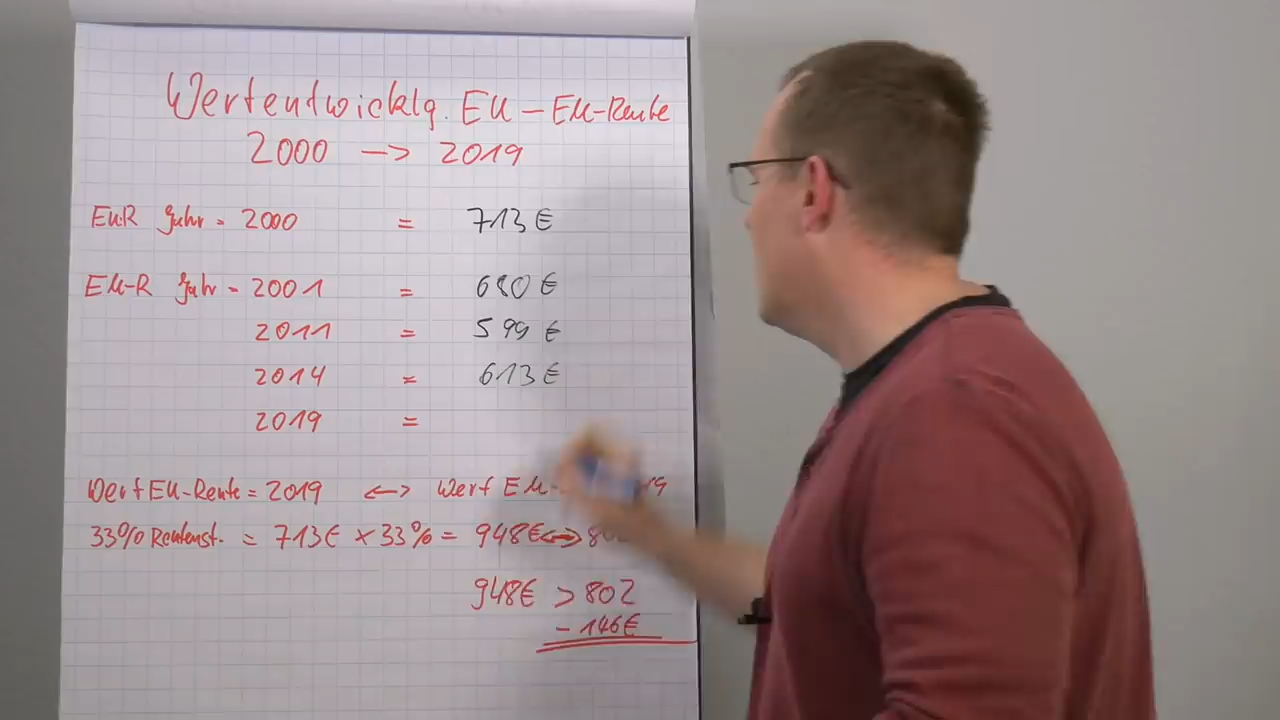 Wertentwicklg. EU - EM-Rente
2000 -> 2019
EU-R Jahr = 2000 = 713€
EM-R Jahr = 2001 = 680€
2011 = 599€
2014 = 613€
2019 =
Wert EU-Rente = 2019 <-> Wert EM-
33% Rentenst. = 713€ x 33% = 948€ <=>
948€ > 802
- 146€